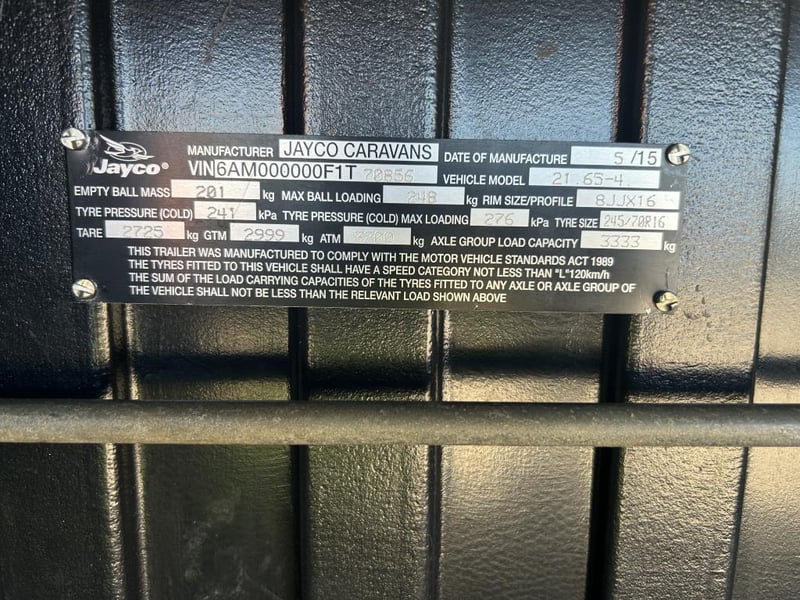 Jayco
MANUFACTURER JAYCO CARAVANS DATE OF MANUFACTURE 5/15
VIN 6AM000000F1T 70856 VEHICLE MODEL 21.65-4
EMPTY BALL MASS 201 kg MAX BALL LOADING 248 kg RIM SIZE/PROFILE 8JJX16
TYRE PRESSURE (COLD) 241 kPa TYRE PRESSURE (COLD) MAX LOADING 276 kPa TYRE SIZE 245/70R16
TARE 2725 kg GTM 2999 kg ATM kg AXLE GROUP LOAD CAPACITY 3333 kg
THIS TRAILER WAS MANUFACTURED TO COMPLY WITH THE MOTOR VEHICLE STANDARDS ACT 1989
THE TYRES FITTED TO THIS VEHICLE SHALL HAVE A SPEED CATEGORY NOT LESS THAN "L"120km/h
THE SUM OF THE LOAD CARRYING CAPACITIES OF THE TYRES FITTED TO ANY AXLE OR AXLE GROUP OF
THE VEHICLE SHALL NOT BE LESS THAN THE RELEVANT LOAD SHOWN ABOVE